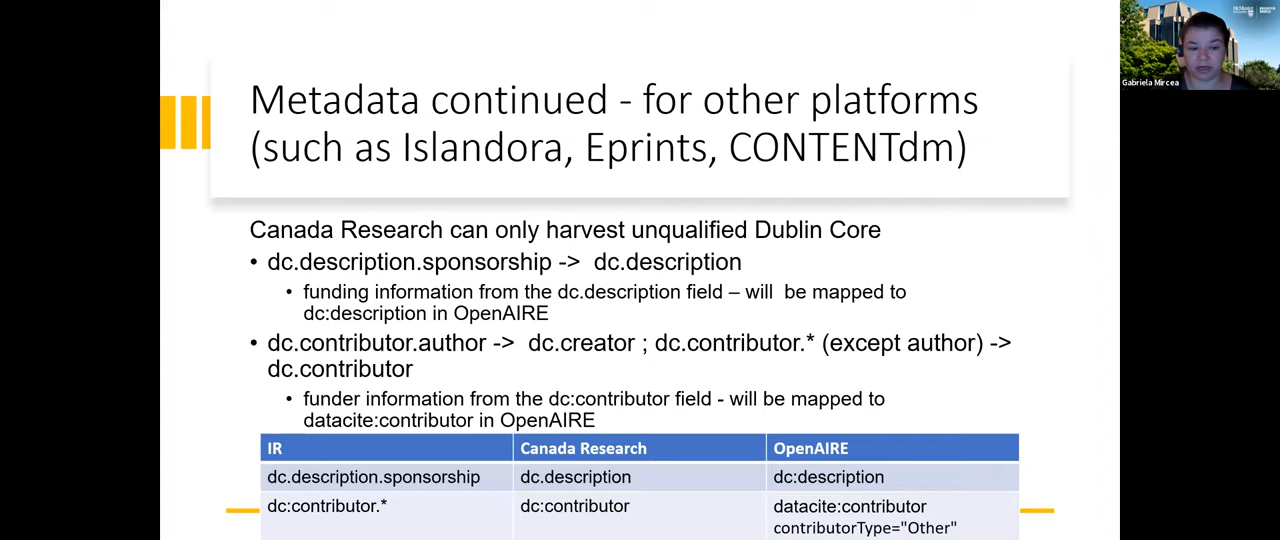 Metadata continued - for other platforms
(such as Islandora, Eprints, CONTENTdm)
Canada Research can only harvest unqualified Dublin Core
• dc.description.sponsorship -> dc.description
• funding information from the dc.description field – will be mapped to
dc:description in OpenAIRE
• dc.contributor.author -> dc.creator ; dc.contributor.* (except author) ->
dc.contributor
• funder information from the dc:contributor field - will be mapped to
datacite:contributor in OpenAIRE
IR Canada Research OpenAIRE
dc.description.sponsorship dc.description dc:description
dc:contributor.* dc:contributor datacite:contributor
contributorType="Other"
McMaster
Gabriela Mircea